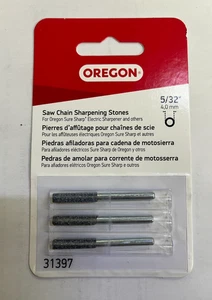 OREGON
Saw Chain Sharpening Stones
For Oregon Sure Sharp® Electric Sharpener and others
5/32"
4,0 mm
Pierres d'affûtage pour chaînes de scie
Pour les affûteuses électriques Oregon Sure Sharp et autres
Piedras afiladoras para cadena de motosierra
Para afiladores eléctricos Sure Sharp de Oregon y otros
Pedras de amolar para corrente de motosserra
Para afiadores elétricos Oregon Sure Sharp e outros
31397